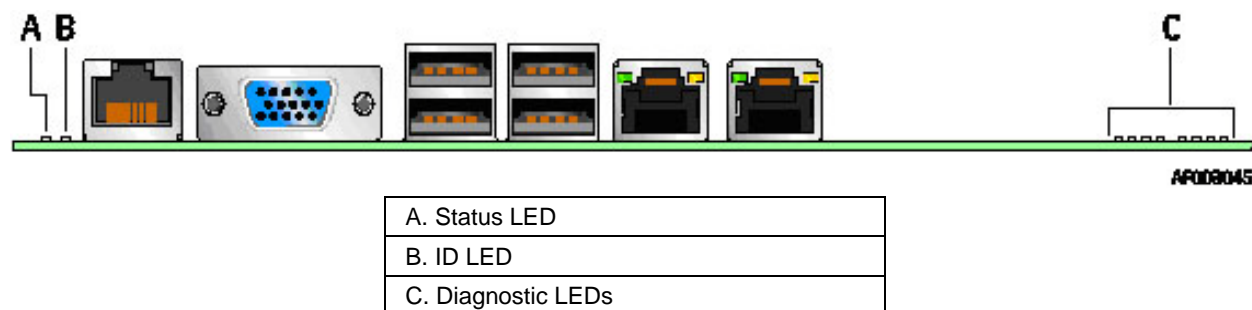 A B C
AF003045
A. Status LED
B. ID LED
C. Diagnostic LEDs